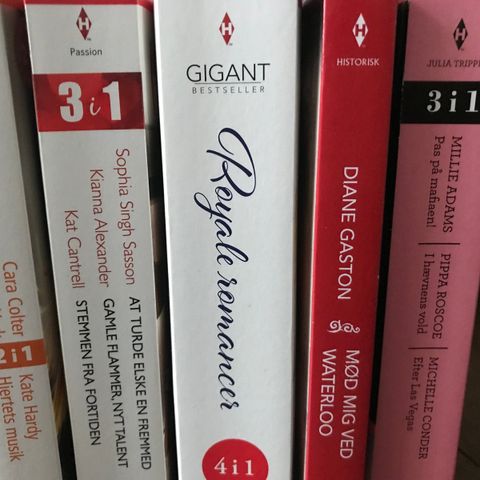 Cara Colter
Kate Hardy
Hjertets musik
i 1
Passion
3 i 1
Sophia Singh Sasson
Kianna Alexander
Kat Cantrell
AT TURDE ELSKE EN FREMMED
GAMLE FLAMMER, NYT TALENT
STEMMEN FRA FORTIDEN
H
GIGANT
BESTSELLER
Royale romancer
4 i 1
H
HISTORISK
DIANE GASTON
MØD MIG VED
WATERLOO
H
JULIA
3 i 1
MILLIE ADAMS
Pas på mafiaen!
PIPPA ROSCOE
I hævnens vold
MICHELLE CONDER
Efter Las Vegas